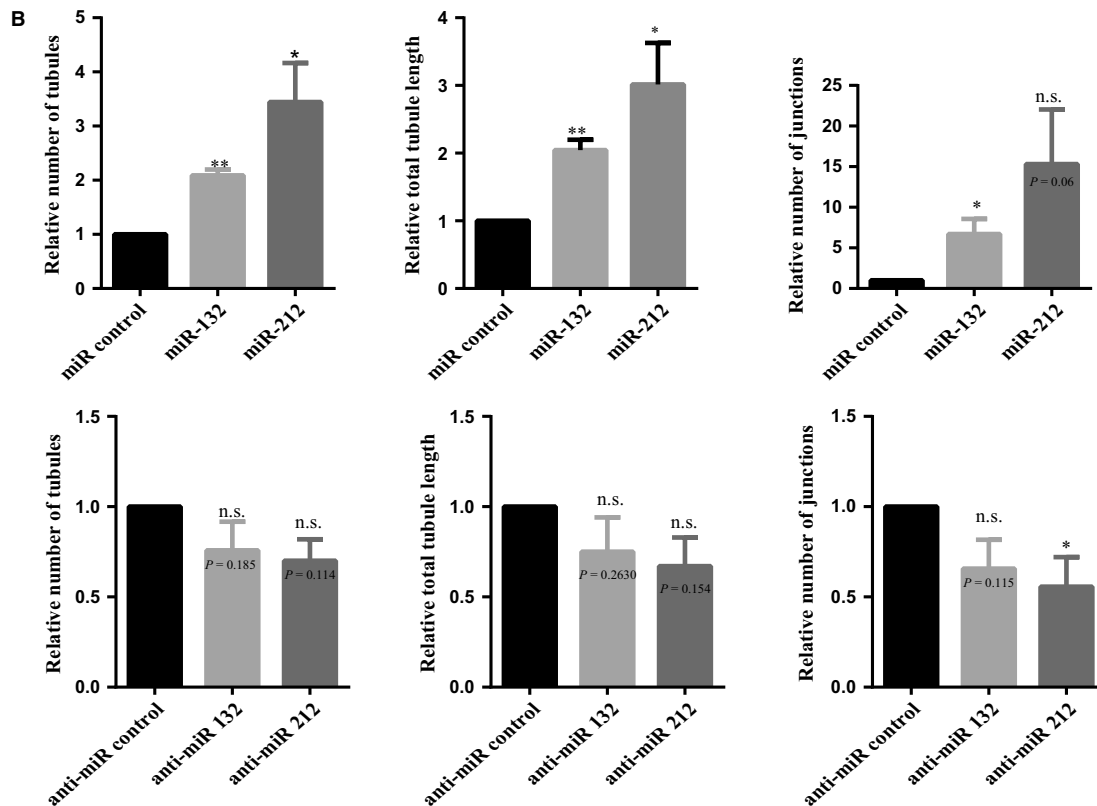 B
Relative number of tubules
5
4
3
2
1
0
**
*
miR control
miR-132
miR-212
Relative total tubule length
4
3
2
1
0
**
*
miR control
miR-132
miR-212
Relative number of junctions
25
20
15
10
5
0
*
n.s.
P = 0.06
miR control
miR-132
miR-212
Relative number of tubules
1.5
1.0
0.5
0.0
n.s.
P = 0.185
n.s.
P = 0.114
anti-miR control
anti-miR 132
anti-miR 212
Relative total tubule length
1.5
1.0
0.5
0.0
n.s.
P = 0.2630
n.s.
P = 0.154
anti-miR control
anti-miR 132
anti-miR 212
Relative number of junctions
1.5
1.0
0.5
0.0
n.s.
P = 0.115
*
anti-miR control
anti-miR 132
anti-miR 212